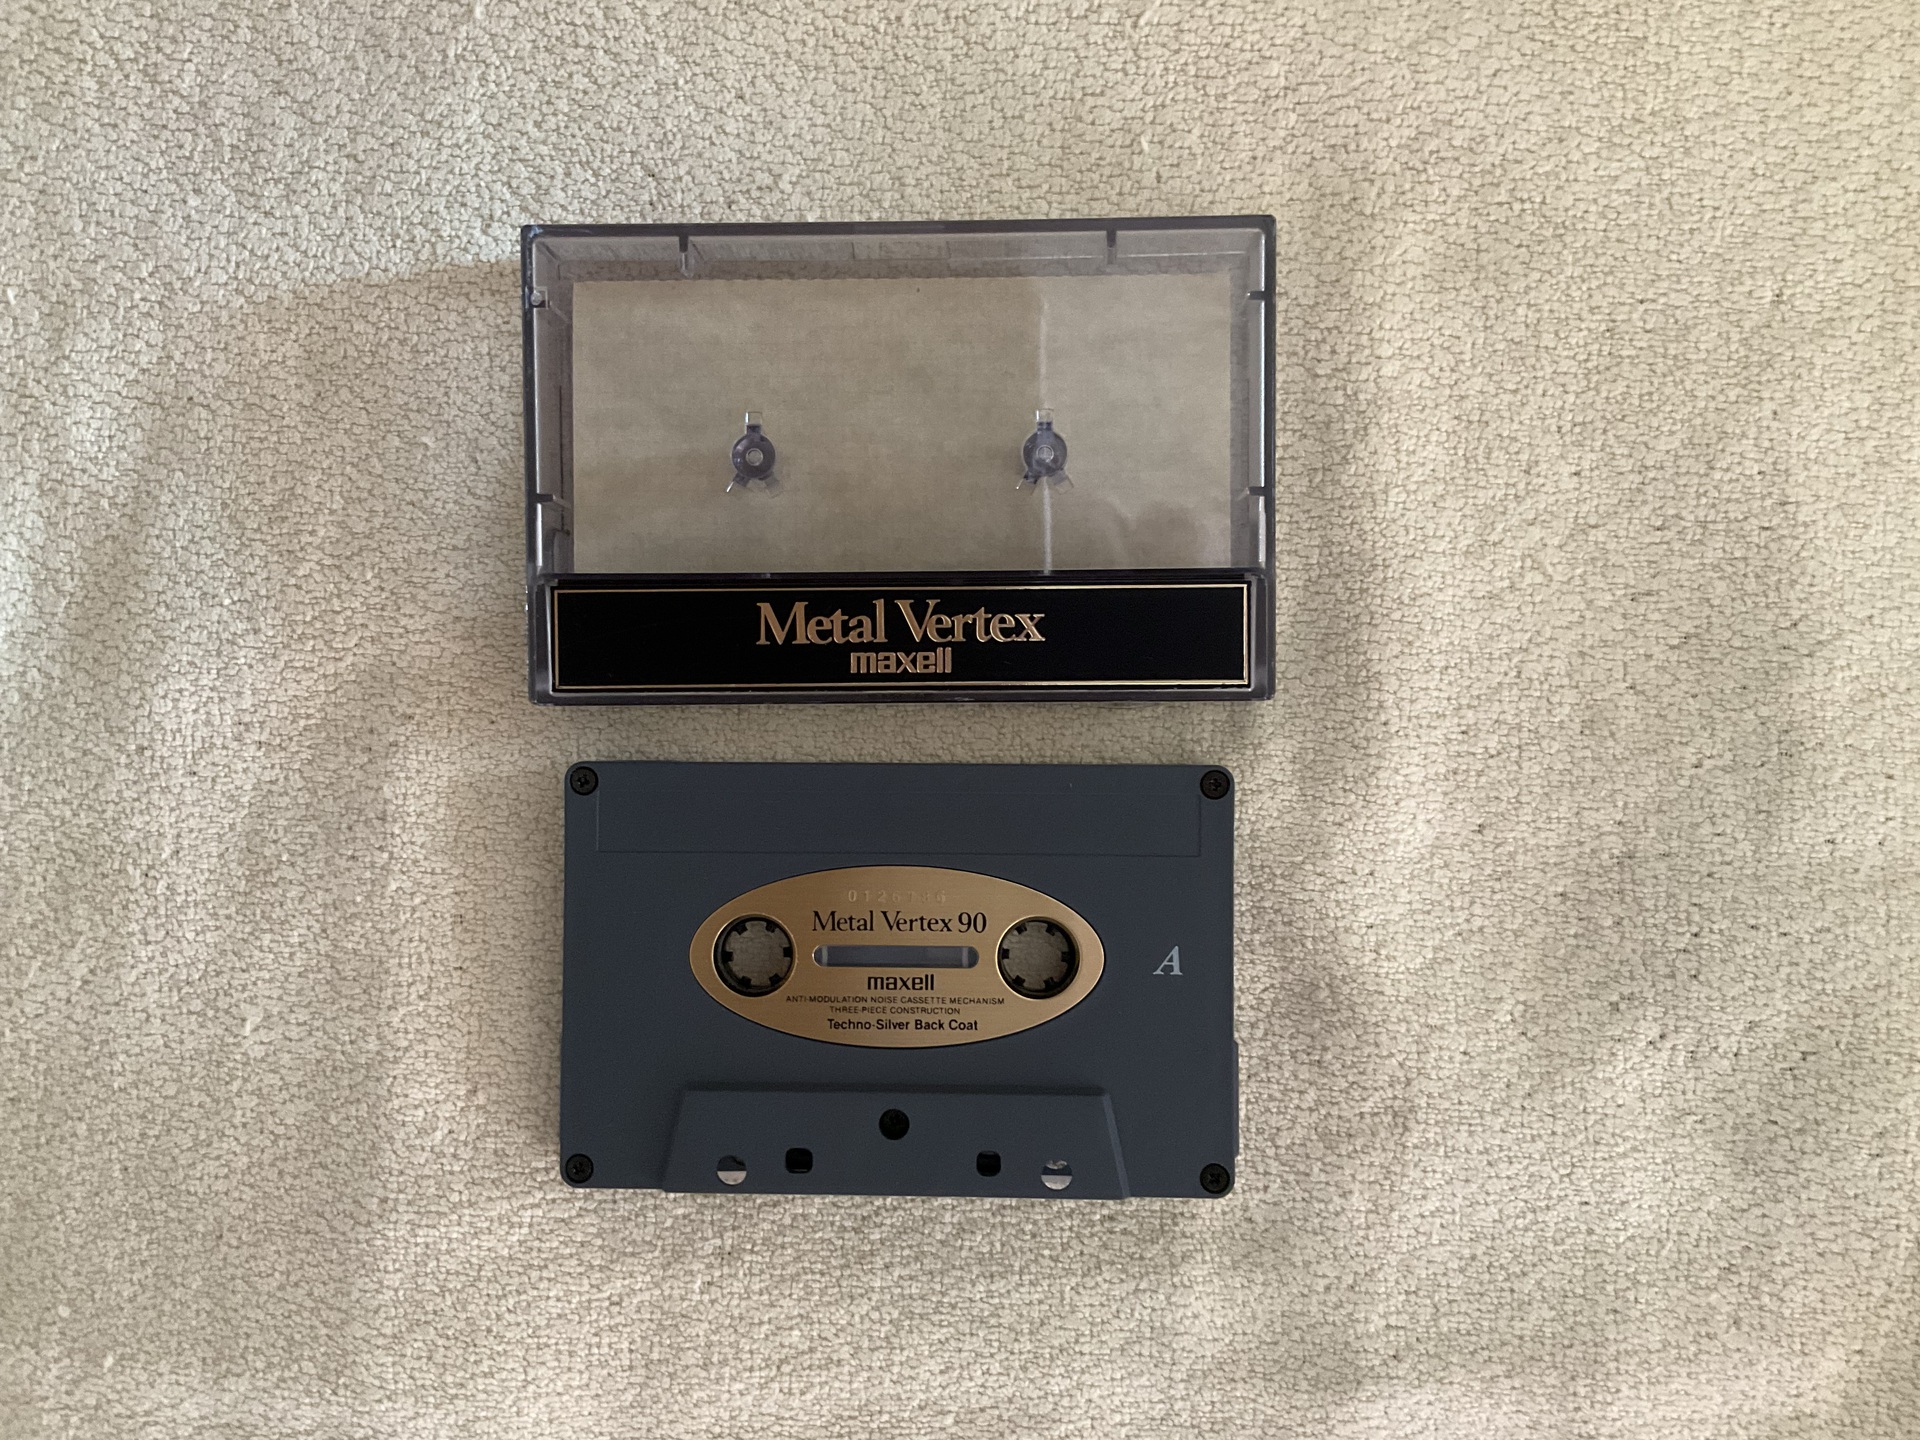 Metal Vertex
maxell
Metal Vertex 90
maxell
A
ANTI-MODULATION NOISE CASSETTE MECHANISM
THREE-PIECE CONSTRUCTION
Techno-Silver Back Coat